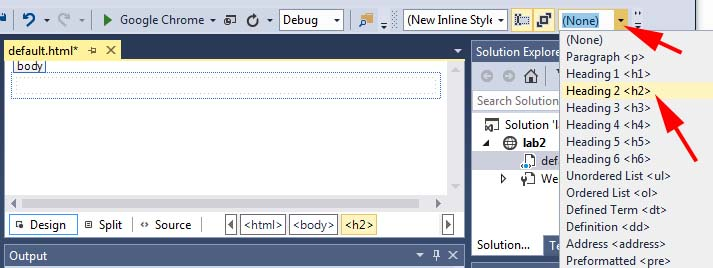 Google Chrome
Debug
(New Inline Style
(None)
default.html*
body
Solution Explore
Search Solution
Solution 'la
lab2
def
We
Solution...
Te
(None)
Paragraph <p>
Heading 1 <h1>
Heading 2 <h2>
Heading 3 <h3>
Heading 4 <h4>
Heading 5 <h5>
Heading 6 <h6>
Unordered List <ul>
Ordered List <ol>
Defined Term <dt>
Definition <dd>
Address <address>
Preformatted <pre>
Design Split Source <html> <body> <h2>
Output